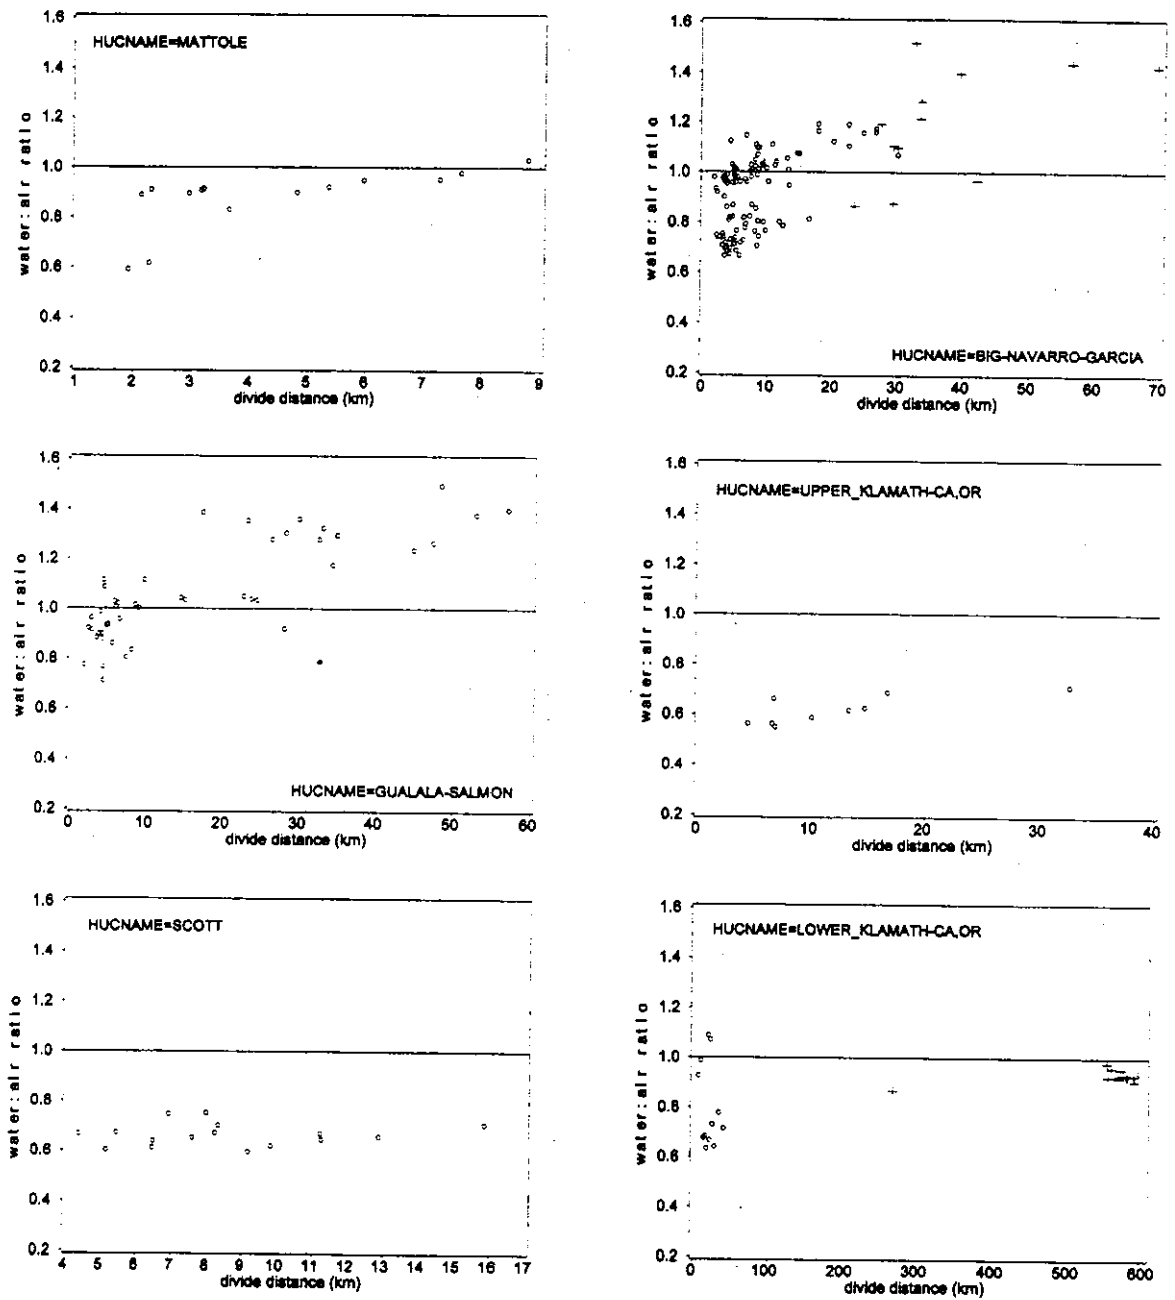 1.6
HUCNAME=MATTOLE
1.4
1.2
1.0
0.8
0.6
0.4
0.2
water:air ratio
1 2 3 4 5 6 7 8 9
divide distance (km)
1.6
1.4
1.2
1.0
0.8
0.6
0.4
HUCNAME=BIG-NAVARRO-GARCIA
0.2
water:air ratio
0 10 20 30 40 50 60 70
divide distance (km)
1.6
1.4
1.2
1.0
0.8
0.6
0.4
HUCNAME=GUALALA-SALMON
0.2
water:air ratio
0 10 20 30 40 50 60
divide distance (km)
1.6
HUCNAME=UPPER_KLAMATH-CA,OR
1.4
1.2
1.0
0.8
0.6
0.4
0.2
water:air ratio
0 10 20 30 40
divide distance (km)
1.6
HUCNAME=SCOTT
1.4
1.2
1.0
0.8
0.6
0.4
0.2
water:air ratio
4 5 6 7 8 9 10 11 12 13 14 15 16 17
divide distance (km)
1.6
HUCNAME=LOWER_KLAMATH-CA,OR
1.4
1.2
1.0
0.8
0.6
0.4
0.2
water:air ratio
0 100 200 300 400 500 600
divide distance (km)